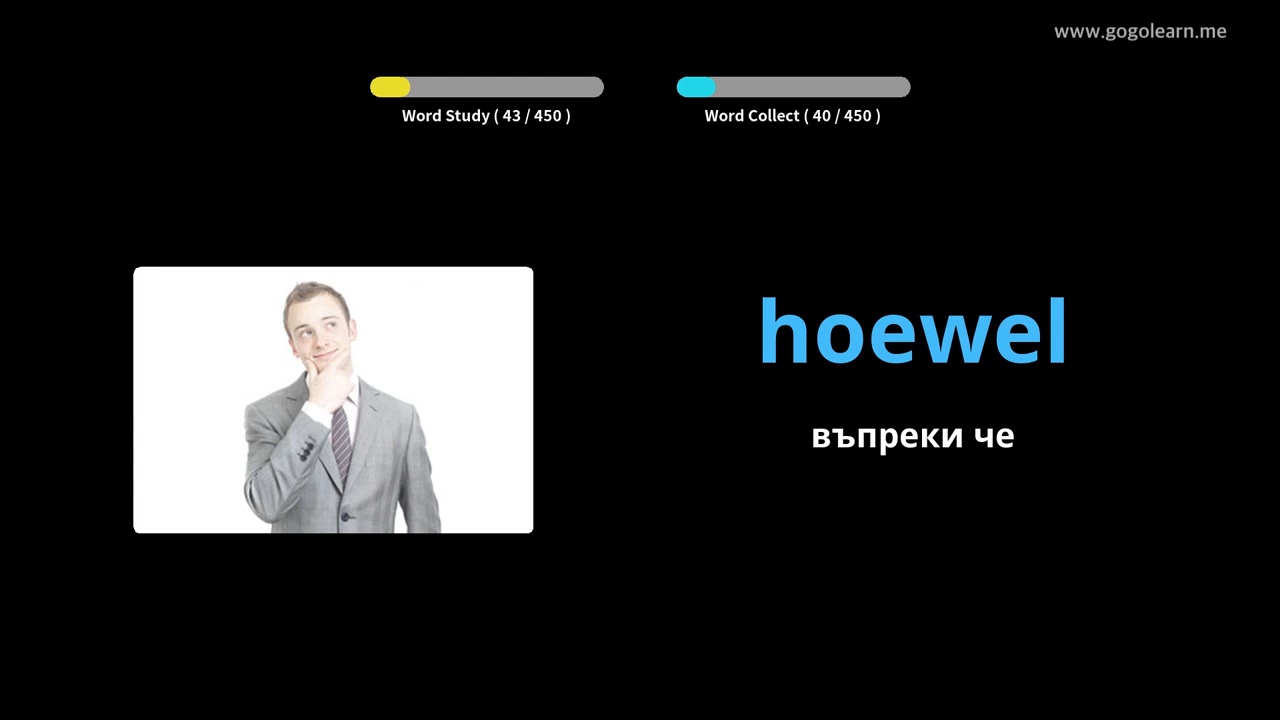 www.gogolearn.me
Word Study ( 43 / 450 )
Word Collect ( 40 / 450 )
hoewel
въпреки че